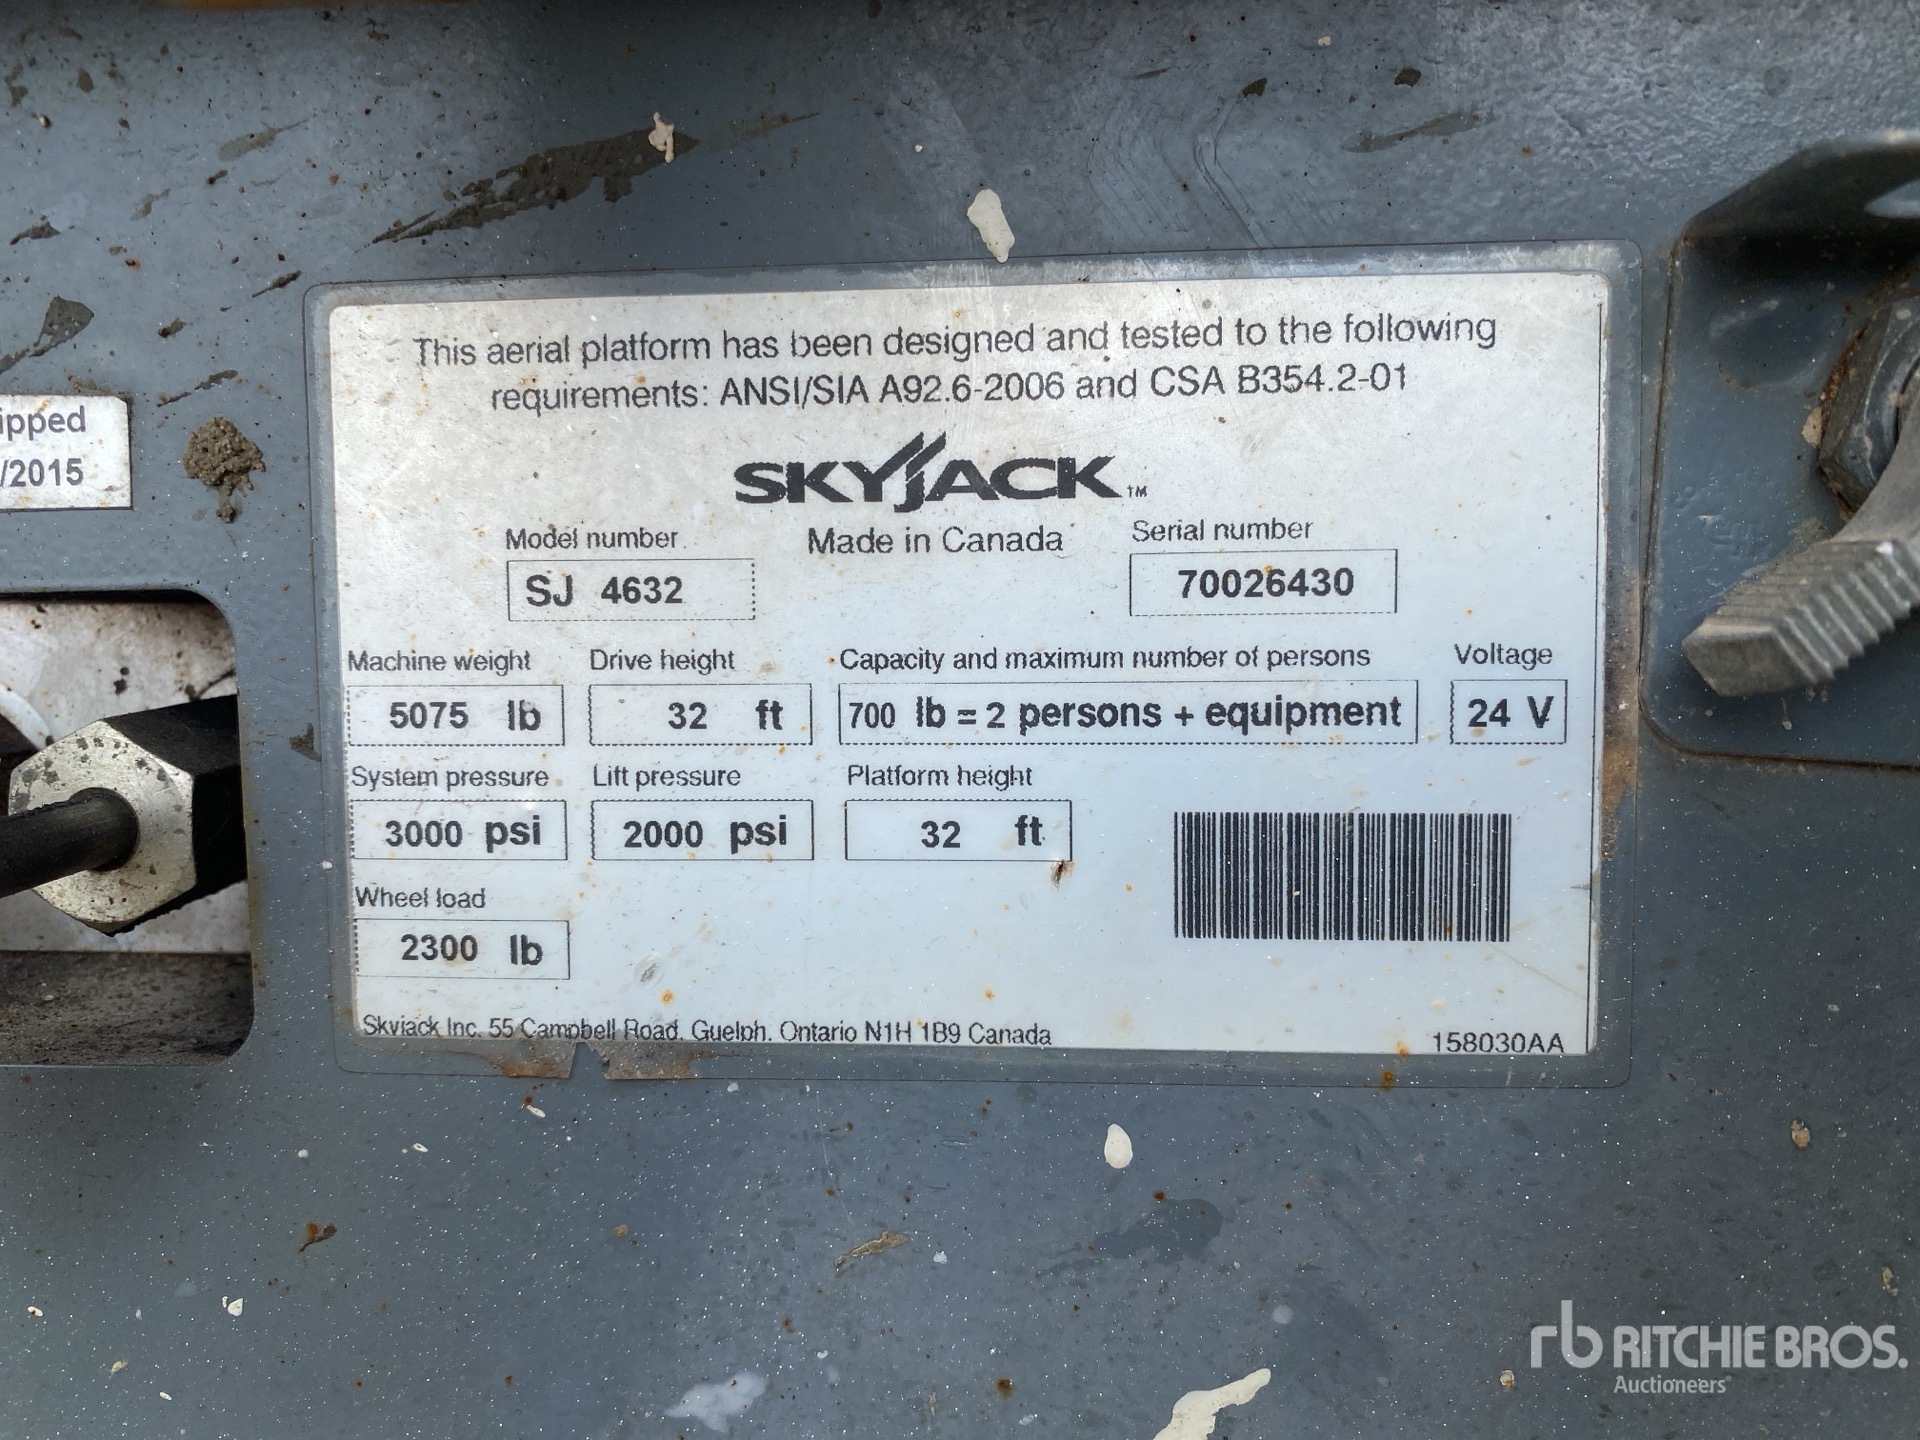 This aerial platform has been designed and tested to the following
requirements: ANSI/SIA A92.6-2006 and CSA B354.2-01
SKYJACK™
Model number
Made in Canada
Serial number
SJ 4632
70026430
Machine weight
Drive height
Capacity and maximum number of persons
Voltage
5075 lb
32 ft
700 lb = 2 persons + equipment
24 V
System pressure
Lift pressure
Platform height
3000 psi
2000 psi
32 ft
Wheel load
2300 lb
Skyjack Inc. 55 Campbell Road, Guelph, Ontario N1H 1B9 Canada
158030AA
ipped
/2015
rb RITCHIE BROS.
Auctioneers